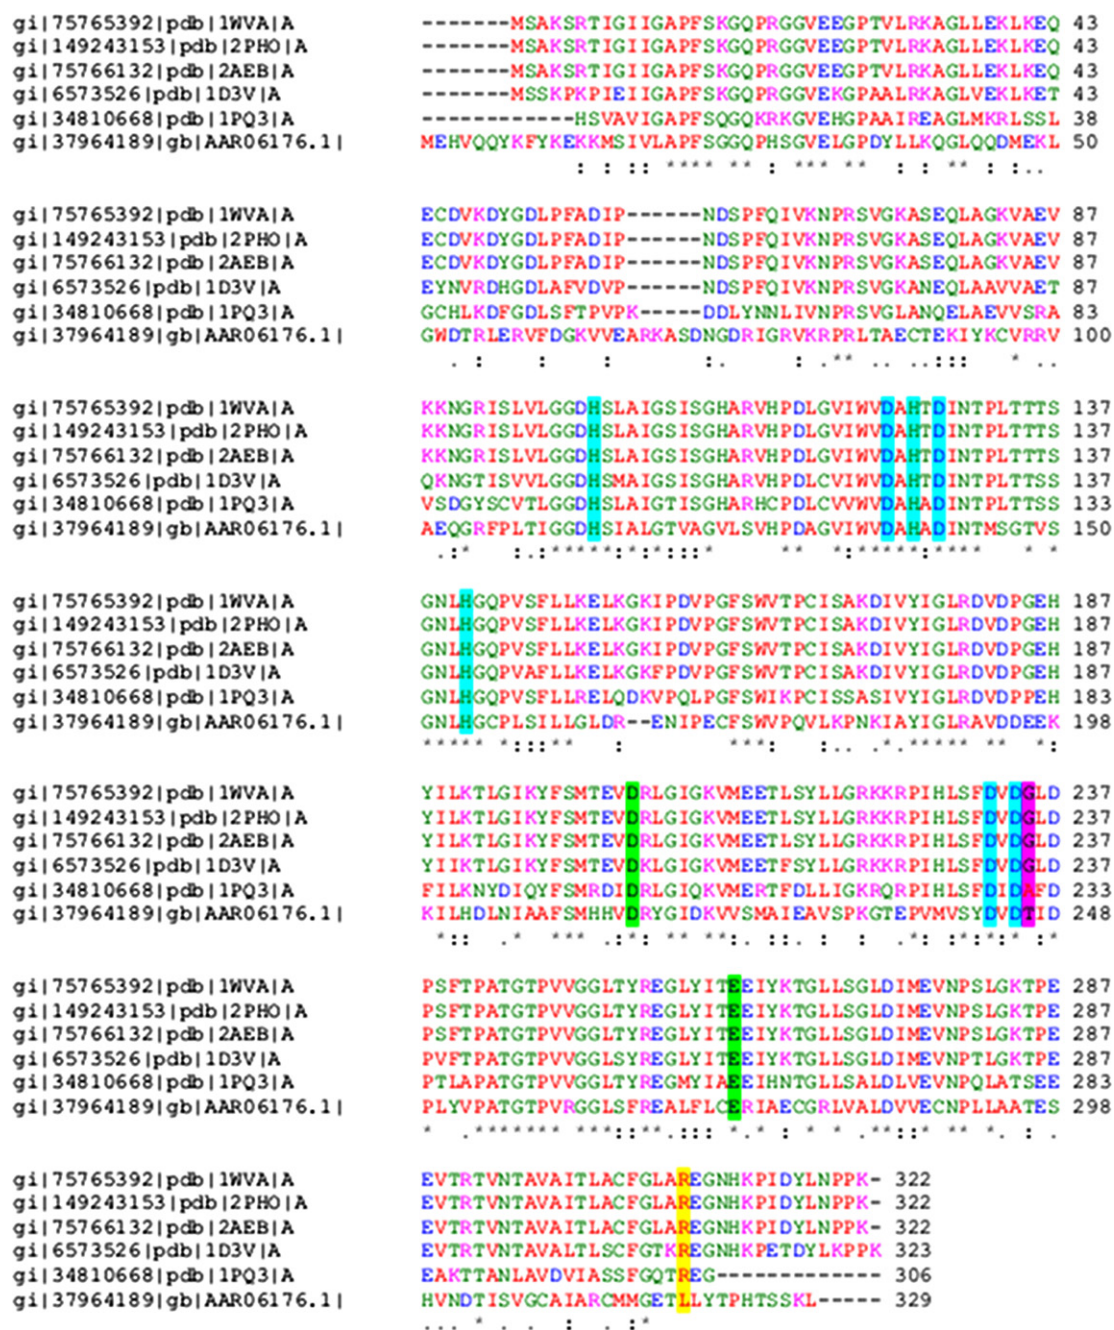 gi|75765392|pdb|1WVA|A -------MSAKSRTIGIIGAPFSKGQPRGGVEEGPTVLRKAGLLEKLKEQ 43
gi|149243153|pdb|2PHO|A -------MSAKSRTIGIIGAPFSKGQPRGGVEEGPTVLRKAGLLEKLKEQ 43
gi|75766132|pdb|2AEB|A -------MSAKSRTIGIIGAPFSKGQPRGGVEEGPTVLRKAGLLEKLKEQ 43
gi|6573526|pdb|1D3V|A -------MSSKPKPIEIIGAPFSKGQPRGGVEKGPAALRKAGLVEKLKET 43
gi|34810668|pdb|1PQ3|A ------------HSVAVIGAPFSQGQKRKGVEHGPAAIREAGLMKRLSSL 38
gi|37964189|gb|AAR06176.1| MEHVQQYKFYKEKKMSIVLAPFSGGQPHSGVELGPDYLLKQGLQQDMEKL 50
: : :: **** ** *** ** : : ** : :..
gi|75765392|pdb|1WVA|A ECDVKDYGDLPFADIP------NDSPFQIVKNPRSVGKASEQLAGKVAEV 87
gi|149243153|pdb|2PHO|A ECDVKDYGDLPFADIP------NDSPFQIVKNPRSVGKASEQLAGKVAEV 87
gi|75766132|pdb|2AEB|A ECDVKDYGDLPFADIP------NDSPFQIVKNPRSVGKASEQLAGKVAEV 87
gi|6573526|pdb|1D3V|A EYNVRDHGDLAFVDVP------NDSPFQIVKNPRSVGKANEQLAAVVAET 87
gi|34810668|pdb|1PQ3|A GCHLKDFGDLSFTPVPK-----DDLYNNLIVNPRSVGLANQELAEVVSRA 83
gi|37964189|gb|AAR06176.1| GWDTRLERVFDGKVVEARKASDNGDRIGRVKRPRLTAECTEKIYKCVRRV 100
. : : : :. : .** .. ..::: * ..
gi|75765392|pdb|1WVA|A KKNGRISLVLGGDHSLAIGSISGHARVHPDLGVIWVDAHTDINTPLTTTS 137
gi|149243153|pdb|2PHO|A KKNGRISLVLGGDHSLAIGSISGHARVHPDLGVIWVDAHTDINTPLTTTS 137
gi|75766132|pdb|2AEB|A KKNGRISLVLGGDHSLAIGSISGHARVHPDLGVIWVDAHTDINTPLTTTS 137
gi|6573526|pdb|1D3V|A QKNGTISVVLGGDHSMAIGSISGHARVHPDLCVIWVDAHTDINTPLTTSS 137
gi|34810668|pdb|1PQ3|A VSDGYSCVTLGGDHSLAIGTISGHARHCPDLCVVWVDAHADINTPLTTSS 133
gi|37964189|gb|AAR06176.1| AEQGRFPLTIGGDHSIALGTVAGVLSVHPDAGVIWVDAHADINTMSGTVS 150
.:* :.:*****:*:*:::* ** *:*****:**** * *
gi|75765392|pdb|1WVA|A GNLHGQPVSFLLKELKGKIPDVPGFSWVTPCISAKDIVYIGLRDVDPGEH 187
gi|149243153|pdb|2PHO|A GNLHGQPVSFLLKELKGKIPDVPGFSWVTPCISAKDIVYIGLRDVDPGEH 187
gi|75766132|pdb|2AEB|A GNLHGQPVSFLLKELKGKIPDVPGFSWVTPCISAKDIVYIGLRDVDPGEH 187
gi|6573526|pdb|1D3V|A GNLHGQPVAFLLKELKGKFPDVPGFSWVTPCISAKDIVYIGLRDVDPGEH 187
gi|34810668|pdb|1PQ3|A GNLHGQPVSFLLRELQDKVPQLPGFSWIKPCISSASIVYIGLRDVDPPEH 183
gi|37964189|gb|AAR06176.1| GNLHGCPLSILLGLDR--ENIPECFSWVPQVLKPNKIAYIGLRAVDDEEK 198
***** *:::** : ***: :.. .*.***** ** *:
gi|75765392|pdb|1WVA|A YILKTLGIKYFSMTEVDRLGIGKVMEETLSYLLGRKKRPIHLSFDVDGLD 237
gi|149243153|pdb|2PHO|A YILKTLGIKYFSMTEVDRLGIGKVMEETLSYLLGRKKRPIHLSFDVDGLD 237
gi|75766132|pdb|2AEB|A YILKTLGIKYFSMTEVDRLGIGKVMEETLSYLLGRKKRPIHLSFDVDGLD 237
gi|6573526|pdb|1D3V|A YIIKTLGIKYFSMTEVDKLGIGKVMEETFSYLLGRKKRPIHLSFDVDGLD 237
gi|34810668|pdb|1PQ3|A FILKNYDIQYFSMRDIDRLGIQKVMERTFDLLIGKRQRPIHLSFDIDAFD 233
gi|37964189|gb|AAR06176.1| KILHDLNIAAFSMHHVDRYGIDKVVSMAIEAVSPKGTEPVMVSYDVDTID 248
*:: .* *** .:*: ** **:. ::. : : .*: :*:*:* :*
gi|75765392|pdb|1WVA|A PSFTPATGTPVVGGLTYREGLYITEEIYKTGLLSGLDIMEVNPSLGKTPE 287
gi|149243153|pdb|2PHO|A PSFTPATGTPVVGGLTYREGLYITEEIYKTGLLSGLDIMEVNPSLGKTPE 287
gi|75766132|pdb|2AEB|A PSFTPATGTPVVGGLTYREGLYITEEIYKTGLLSGLDIMEVNPSLGKTPE 287
gi|6573526|pdb|1D3V|A PVFTPATGTPVVGGLSYREGLYITEEIYKTGLLSGLDIMEVNPTLGKTPE 287
gi|34810668|pdb|1PQ3|A PTLAPATGTPVVGGLTYREGMYIAEEIHNTGLLSALDLVEVNPQLATSEE 283
gi|37964189|gb|AAR06176.1| PLYVPATGTPVRGGLSFREALFLCERIAECGRLVALDVVECNPLLAATES 298
* .******* ***::**.::: *.* : * * .**::* ** *. : .
gi|75765392|pdb|1WVA|A EVTRTVNTAVAITLACFGLAREGNHKPIDYLNPPK- 322
gi|149243153|pdb|2PHO|A EVTRTVNTAVAITLACFGLAREGNHKPIDYLNPPK- 322
gi|75766132|pdb|2AEB|A EVTRTVNTAVAITLACFGLAREGNHKPIDYLNPPK- 322
gi|6573526|pdb|1D3V|A EVTRTVNTAVALTLSCFGTKREGNHKPETDYLKPPK 323
gi|34810668|pdb|1PQ3|A EAKTTANLAVDVIASSFGQTREG------------- 306
gi|37964189|gb|AAR06176.1| HVNDTISVGCAIARCMMGETLLYTPHTSSKL----- 329
... * . . : . :*